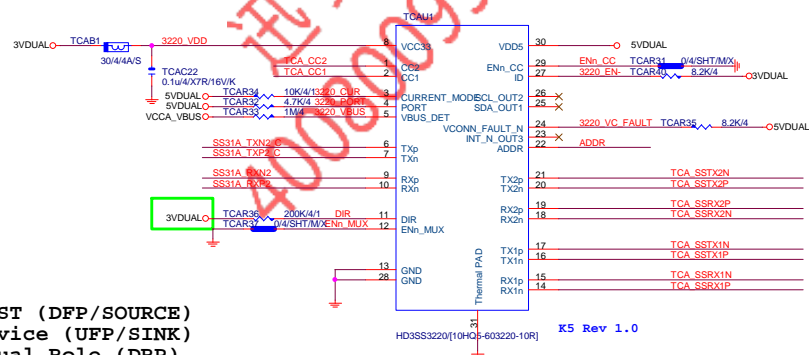 TCAU1
3VDUAL TCAB1 3220_VDD 8 VCC33 VDD5 30 5VDUAL
30/4/4A/S
TCAC22
0.1u/4/X7R/16V/K
TCA_CC2 1 CC2
TCA_CC1 2 CC1
ENn_CC 29 ENn_CC TCAR31 0/4/SHT/M/X
ID 27 3220_EN- TCAR40 8.2K/4 3VDUAL
5VDUAL TCAR34 10K/4/1 3220_CUR 3 CURRENT_MODE SCL_OUT2 26
5VDUAL TCAR32 4.7K/4 3220_PORT 4 PORT SDA_OUT1 25
VCCA_VBUS TCAR33 1M/4 3220_VBUS 5 VBUS_DET
VCONN_FAULT_N 24 3220_VC_FAULT TCAR35 8.2K/4 5VDUAL
INT_N_OUT3 23
ADDR 22 ADDR
SS31A_TXN2_C 6 TXp
SS31A_TXP2_C 7 TXn
SS31A_RXN2 9 RXp
SS31A_RXP2 10 RXn
TX2p 21 TCA_SSTX2N
TX2n 20 TCA_SSTX2P
RX2p 19 TCA_SSRX2P
RX2n 18 TCA_SSRX2N
3VDUAL TCAR36 200K/4/1 DIR 11 DIR
TCAR37 0/4/SHT/M/X ENn_MUX 12 ENn_MUX
TX1p 17 TCA_SSTX1N
TX1n 16 TCA_SSTX1P
13 GND
28 GND
RX1p 15 TCA_SSRX1N
RX1n 14 TCA_SSRX1P
Thermal PAD
31
HD3SS3220/[10HQ5-603220-10R]
K5 Rev 1.0
ST (DFP/SOURCE)
vice (UFP/SINK)
ual Role (DRP)
4008009
迅